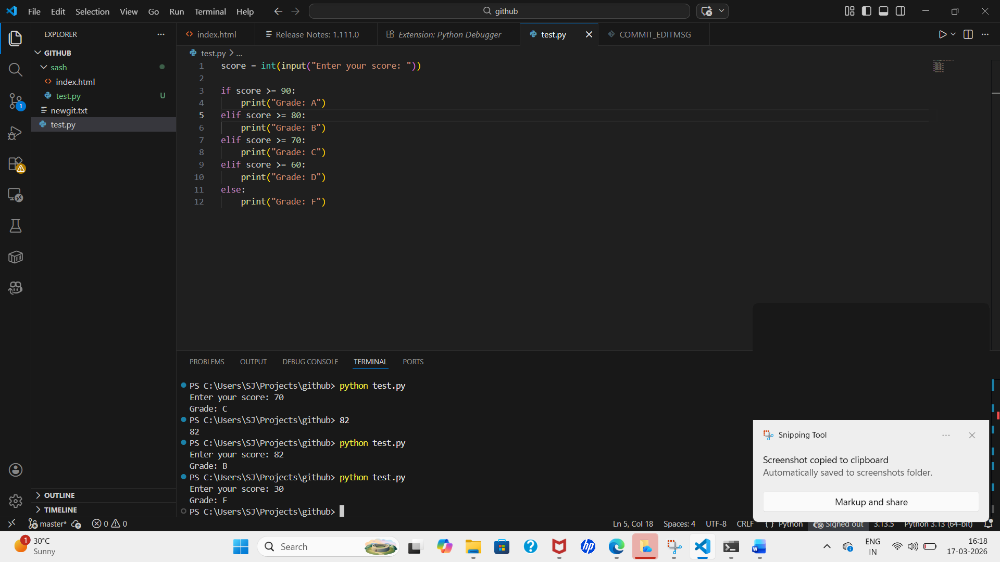 File Edit Selection View Go Run Terminal Help
github
EXPLORER
GITHUB
sash
index.html
test.py U
newgit.txt
test.py
1
OUTLINE
TIMELINE
index.html
Release Notes: 1.111.0
Extension: Python Debugger
test.py
COMMIT_EDITMSG
test.py > ...
1 score = int(input("Enter your score: "))
2
3 if score >= 90:
4     print("Grade: A")
5 elif score >= 80:
6     print("Grade: B")
7 elif score >= 70:
8     print("Grade: C")
9 elif score >= 60:
10     print("Grade: D")
11 else:
12     print("Grade: F")
PROBLEMS OUTPUT DEBUG CONSOLE TERMINAL PORTS
PS C:\Users\SJ\Projects\github> python test.py
Enter your score: 70
Grade: C
PS C:\Users\SJ\Projects\github> 82
82
PS C:\Users\SJ\Projects\github> python test.py
Enter your score: 82
Grade: B
PS C:\Users\SJ\Projects\github> python test.py
Enter your score: 30
Grade: F
PS C:\Users\SJ\Projects\github>
Snipping Tool
Screenshot copied to clipboard
Automatically saved to screenshots folder.
Markup and share
master* 0 0
Ln 5, Col 18 Spaces: 4 UTF-8 CRLF {} Python Signed out 3.13.5 Python 3.13 (64-bit)
1
30°C
Sunny
Search
hp
W
ENG
IN
16:18
17-03-2026